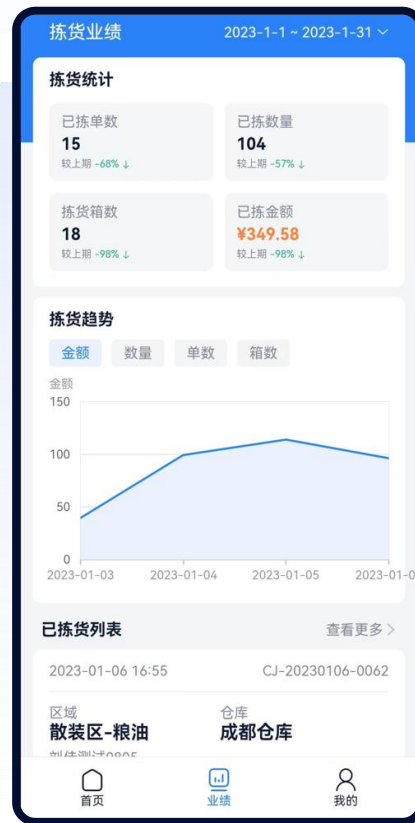 拣货业绩 2023-1-1 ~ 2023-1-31
拣货统计
已拣单数 已拣数量
15 104
较上期 -68% ↓ 较上期 -57% ↓
拣货箱数 已拣金额
18 ¥349.58
较上期 -98% ↓ 较上期 -98% ↓
拣货趋势
金额 数量 单数 箱数
金额
150
100
50
0
2023-01-03 2023-01-04 2023-01-05 2023-01-0
已拣货列表 查看更多 >
2023-01-06 16:55 CJ-20230106-0062
区域 仓库
散装区-粮油 成都仓库
首页 业绩 我的